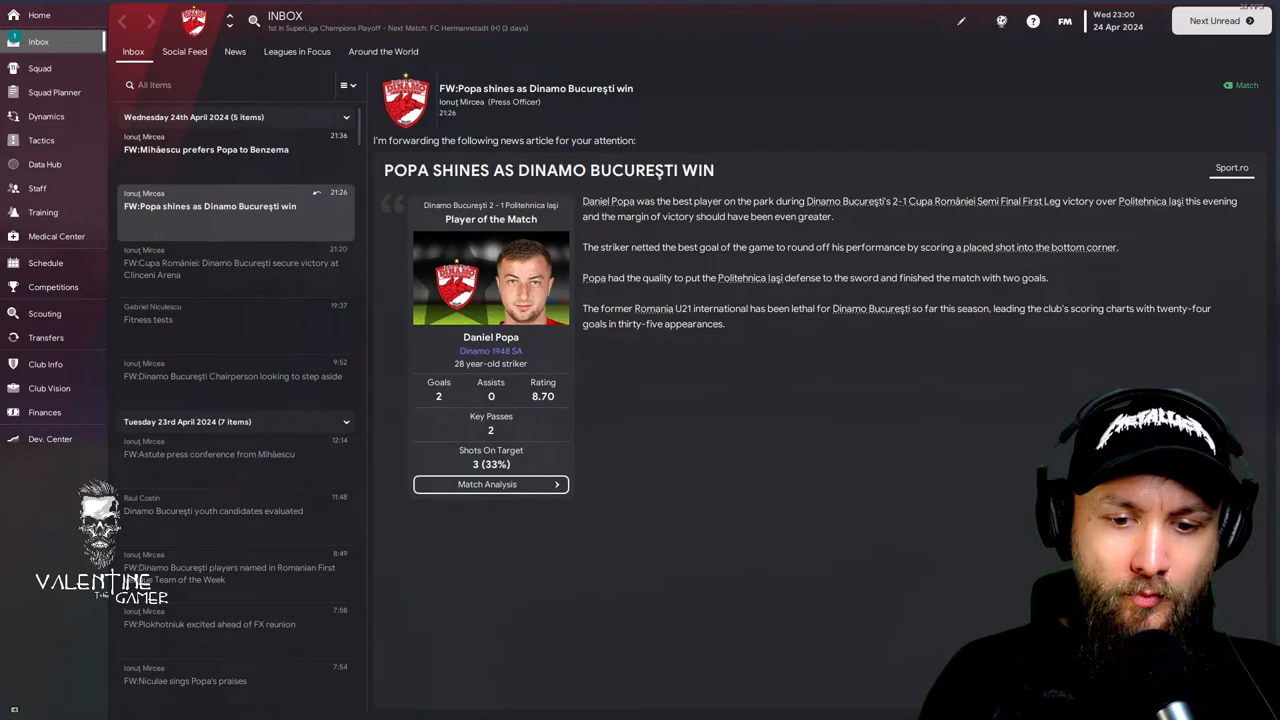 Home
Inbox
1
Squad
Squad Planner
Dynamics
Tactics
Data Hub
Staff
Training
Medical Center
Schedule
Competitions
Scouting
Transfers
Club Info
Club Vision
Finances
Dev. Center
VALENTINE
THE GAMER
INBOX
1st in SuperLiga Champions Playoff - Next Match: FC Hermannstadt (H) (3 days)
FM
Wed 23:00
24 Apr 2024
Next Unread
Inbox
Social Feed
News
Leagues in Focus
Around the World
All Items
Wednesday 24th April 2024 (5 items)
Ionuţ Mircea
21:36
FW:Mihăescu prefers Popa to Benzema
Ionuţ Mircea
21:26
FW:Popa shines as Dinamo Bucureşti win
Ionuţ Mircea
21:20
FW:Cupa României: Dinamo Bucureşti secure victory at
Clinceni Arena
Gabriel Niculescu
19:37
Fitness tests
Ionuţ Mircea
9:52
FW:Dinamo Bucureşti Chairperson looking to step aside
Tuesday 23rd April 2024 (7 items)
Ionuţ Mircea
12:14
FW:Astute press conference from Mihăescu
Raul Costin
11:48
Dinamo Bucureşti youth candidates evaluated
Ionuţ Mircea
8:49
FW:Dinamo Bucureşti players named in Romanian First
League Team of the Week
Ionuţ Mircea
7:58
FW:Plokhotniuk excited ahead of FX reunion
Ionuţ Mircea
7:54
FW:Niculae sings Popa's praises
FW:Popa shines as Dinamo Bucureşti win
Ionuţ Mircea (Press Officer)
21:26
Match
I'm forwarding the following news article for your attention:
POPA SHINES AS DINAMO BUCUREŞTI WIN
Sport.ro
Dinamo Bucureşti 2 - 1 Politehnica Iaşi
Player of the Match
DINAMO
Daniel Popa
Dinamo 1948 SA
28 year-old striker
Goals
Assists
Rating
2
0
8.70
Key Passes
2
Shots On Target
3 (33%)
Match Analysis
Daniel Popa was the best player on the park during Dinamo Bucureşti's 2-1 Cupa României Semi Final First Leg victory over Politehnica Iaşi this evening
and the margin of victory should have been even greater.
The striker netted the best goal of the game to round off his performance by scoring a placed shot into the bottom corner.
Popa had the quality to put the Politehnica Iaşi defense to the sword and finished the match with two goals.
The former Romania U21 international has been lethal for Dinamo Bucureşti so far this season, leading the club's scoring charts with twenty-four
goals in thirty-five appearances.
METALLICA